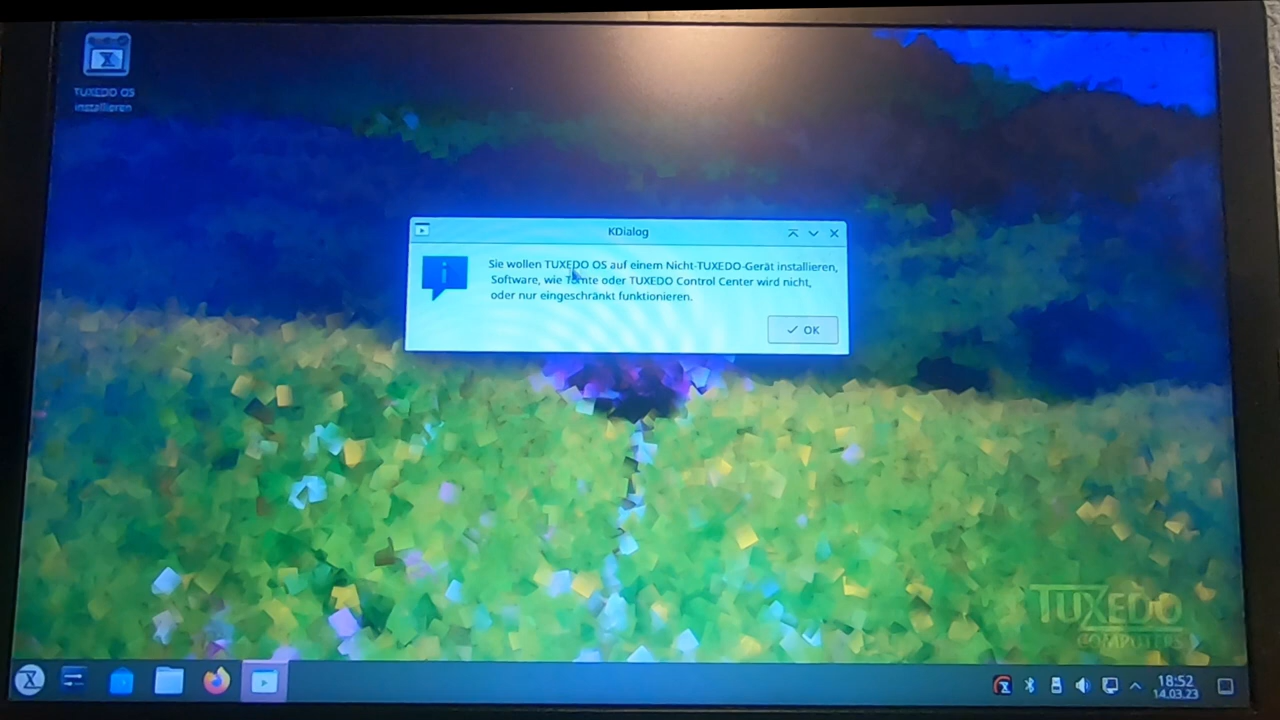 TUXEDO OS
installieren
KDialog
Sie wollen TUXEDO OS auf einem Nicht-TUXEDO-Gerät installieren,
Software, wie Tomte oder TUXEDO Control Center wird nicht,
oder nur eingeschränkt funktionieren.
OK
TUXEDO
COMPUTERS
18:52
14.03.23